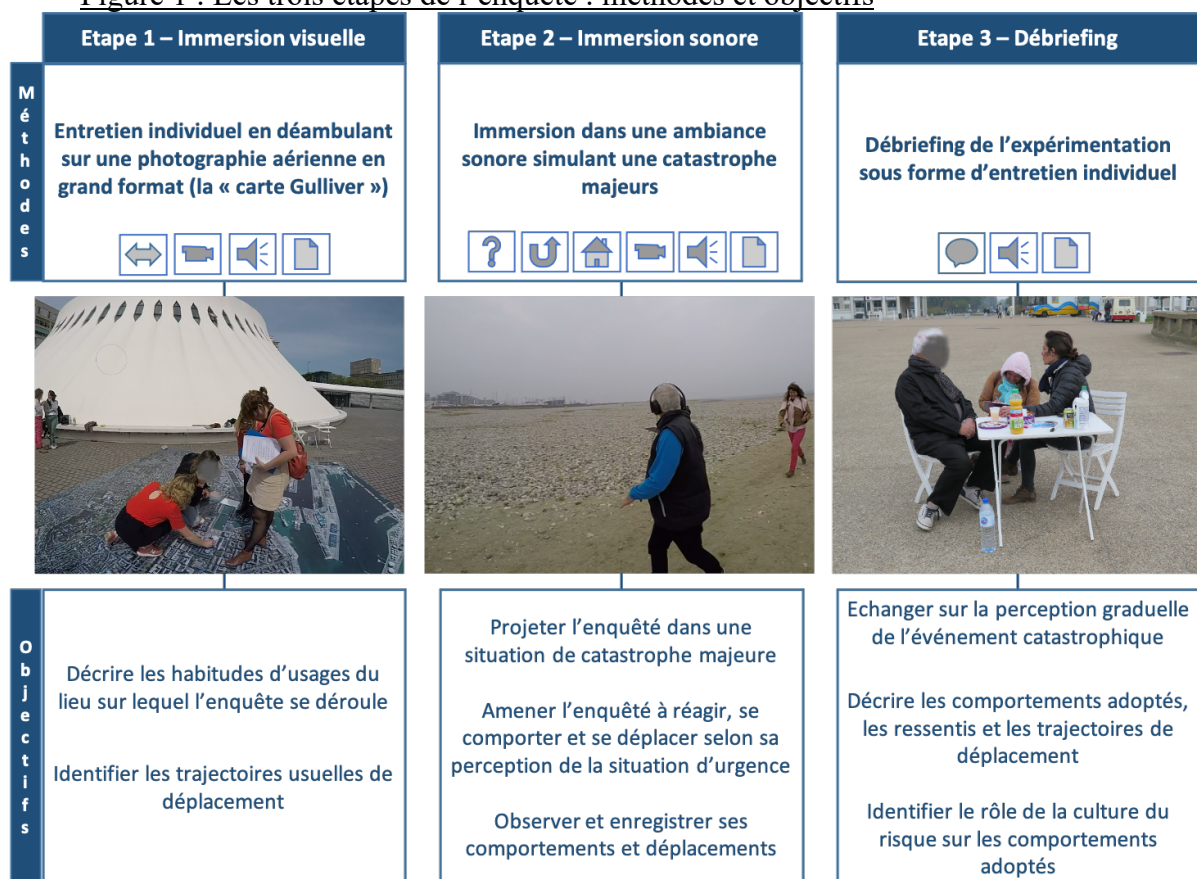 Figure 1 : Les trois étapes de l'enquête : méthodes et objectifs
Etape 1 – Immersion visuelle
Etape 2 – Immersion sonore
Etape 3 – Débriefing
Méthodes
Entretien individuel en déambulant
sur une photographie aérienne en
grand format (la « carte Gulliver »)
Immersion dans une ambiance
sonore simulant une catastrophe
majeurs
Débriefing de l'expérimentation
sous forme d'entretien individuel
?
Objectifs
Décrire les habitudes d'usages du
lieu sur lequel l'enquête se déroule
Identifier les trajectoires usuelles de
déplacement
Projeter l'enquêté dans une
situation de catastrophe majeure
Amener l'enquêté à réagir, se
comporter et se déplacer selon sa
perception de la situation d'urgence
Observer et enregistrer ses
comportements et déplacements
Echanger sur la perception graduelle
de l'événement catastrophique
Décrire les comportements adoptés,
les ressentis et les trajectoires de
déplacement
Identifier le rôle de la culture du
risque sur les comportements
adoptés